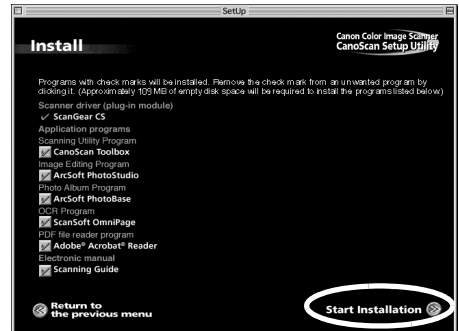 SetUp
Install
Canon Color Image Scanner
CanoScan Setup Utility
Programs with check marks will be installed. Remove the check mark from an unwanted program by
clicking it. (Approximately 109 MB of empty disk space will be required to install the programs listed below.)
Scanner driver (plug-in module)
ScanGear CS
Application programs
Scanning Utility Program
CanoScan Toolbox
Image Editing Program
ArcSoft PhotoStudio
Photo Album Program
ArcSoft PhotoBase
OCR Program
ScanSoft OmniPage
PDF file reader program
Adobe® Acrobat® Reader
Electronic manual
Scanning Guide
Return to
the previous menu
Start Installation